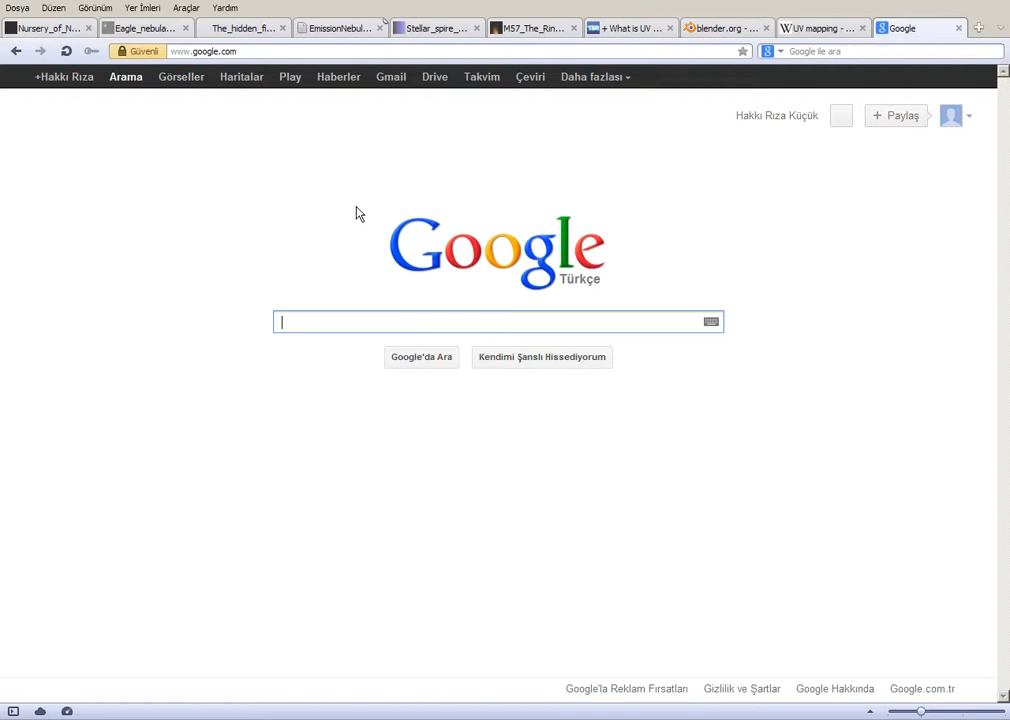 Dosya Düzen Görünüm Yer İmleri Araçlar Yardım
Nursery_of_N... Eagle_nebula... The_hidden_fi... EmissionNebul... Stellar_spire_... M57_The_Rin... + What is UV ... blender.org - ... UV mapping - ... Google
Güvenli www.google.com Google ile ara
+Hakkı Rıza Arama Görseller Haritalar Play Haberler Gmail Drive Takvim Çeviri Daha fazlası
Hakkı Rıza Küçük + Paylaş
Google
Türkçe
Google'da Ara Kendimi Şanslı Hissediyorum
Google'la Reklam Fırsatları Gizlilik ve Şartlar Google Hakkında Google.com.tr